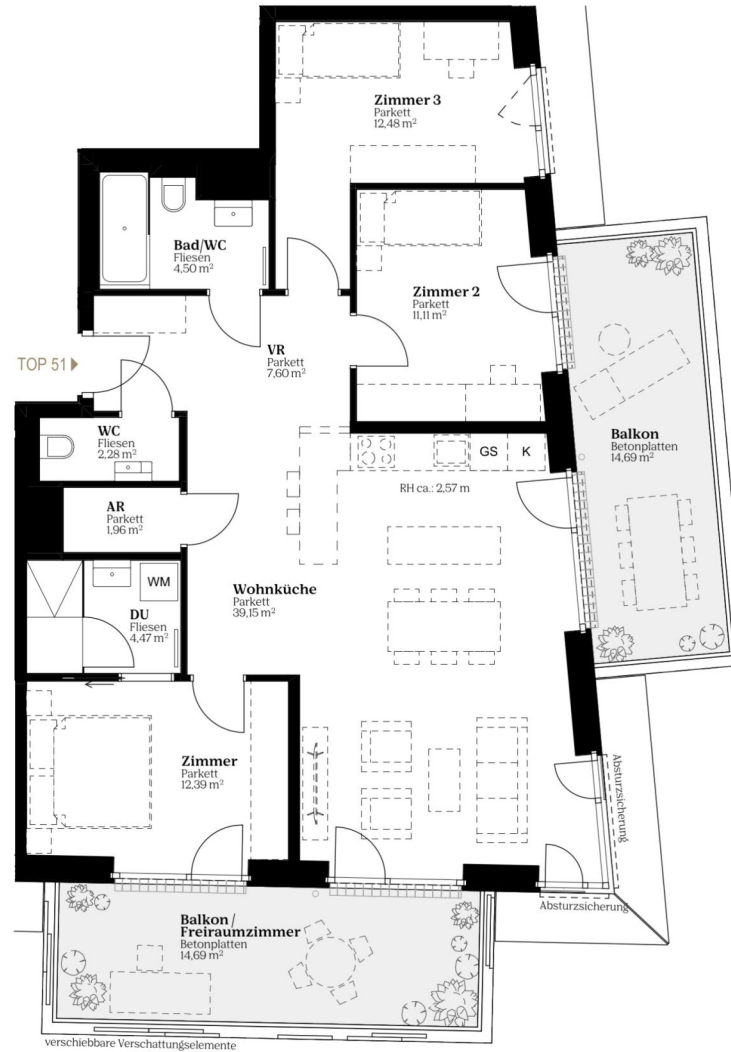 Zimmer 3
Parkett
12,48 m²
Bad/WC
Fliesen
4,50 m²
Zimmer 2
Parkett
11,11 m²
VR
Parkett
7,60 m²
TOP 51
WC
Fliesen
2,28 m²
GS
K
Balkon
Betonplatten
14,69 m²
RH ca.: 2,57 m
AR
Parkett
1,96 m²
WM
Wohnküche
Parkett
39,15 m²
DU
Fliesen
4,47 m²
Zimmer
Parkett
12,39 m²
Absturzsicherung
Absturzsicherung
Balkon/
Freiraumzimmer
Betonplatten
14,69 m²
verschiebbare Verschattungselemente